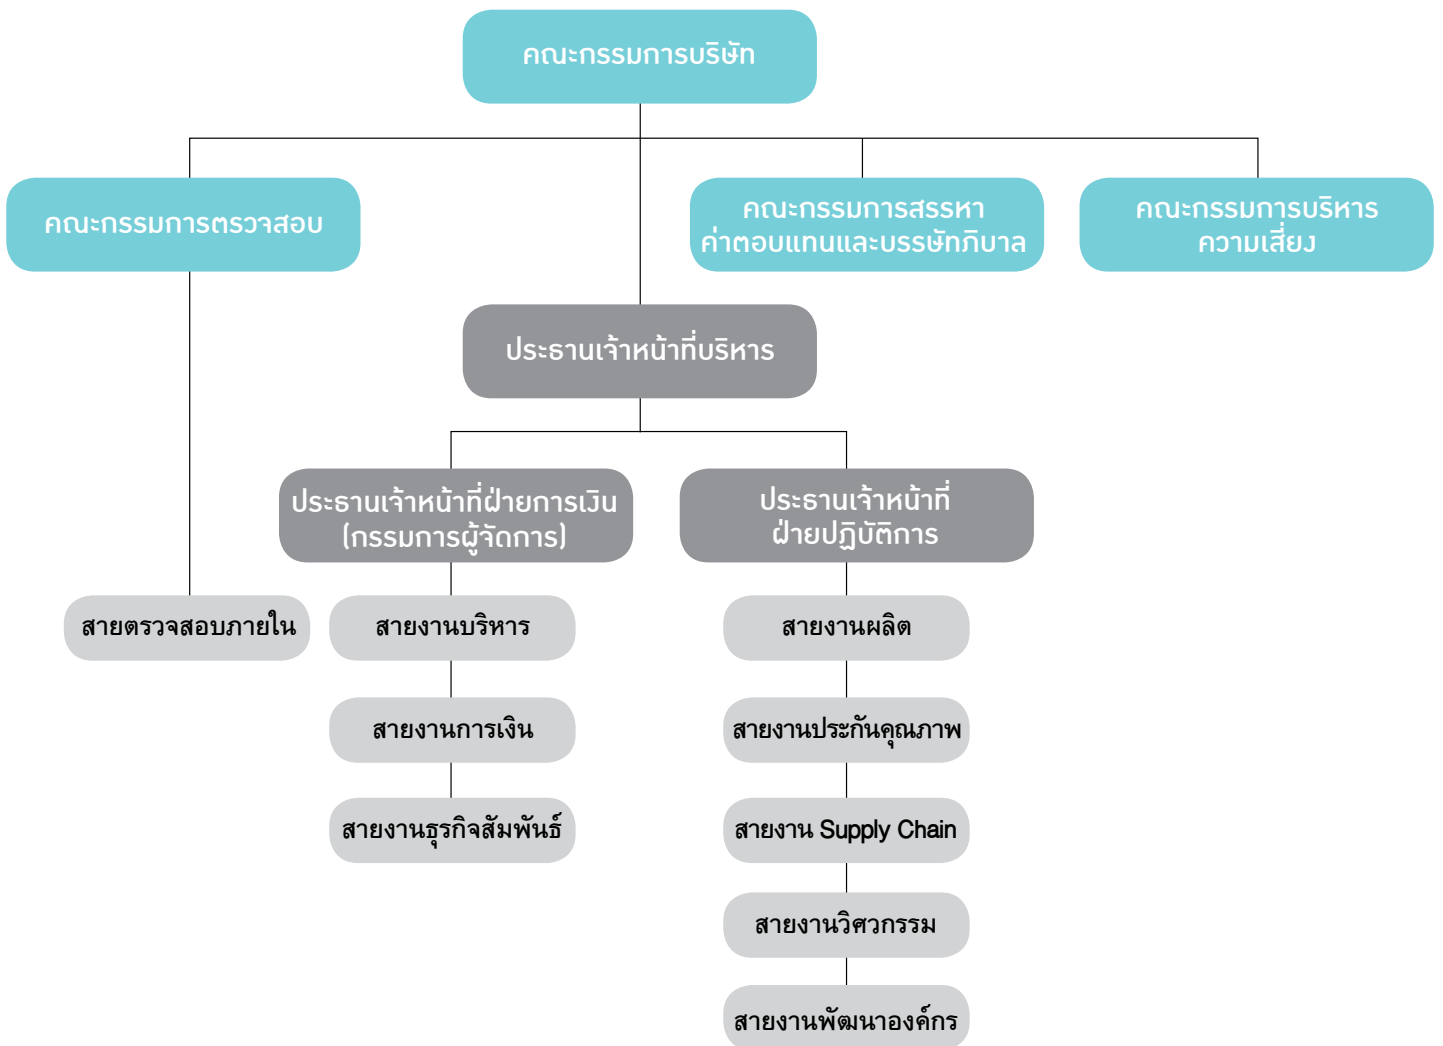 คณะกรรมการบริษัท
คณะกรรมการตรวจสอบ
คณะกรรมการสรรหา
ค่าตอบแทนและบรรษัทภิบาล
คณะกรรมการบริหาร
ความเสี่ยง
ประธานเจ้าหน้าที่บริหาร
ประธานเจ้าหน้าที่ฝ่ายการเงิน
(กรรมการผู้จัดการ)
ประธานเจ้าหน้าที่
ฝ่ายปฏิบัติการ
สายตรวจสอบภายใน
สายงานบริหาร
สายงานผลิต
สายงานการเงิน
สายงานประกันคุณภาพ
สายงานธุรกิจสัมพันธ์
สายงาน Supply Chain
สายงานวิศวกรรม
สายงานพัฒนาองค์กร